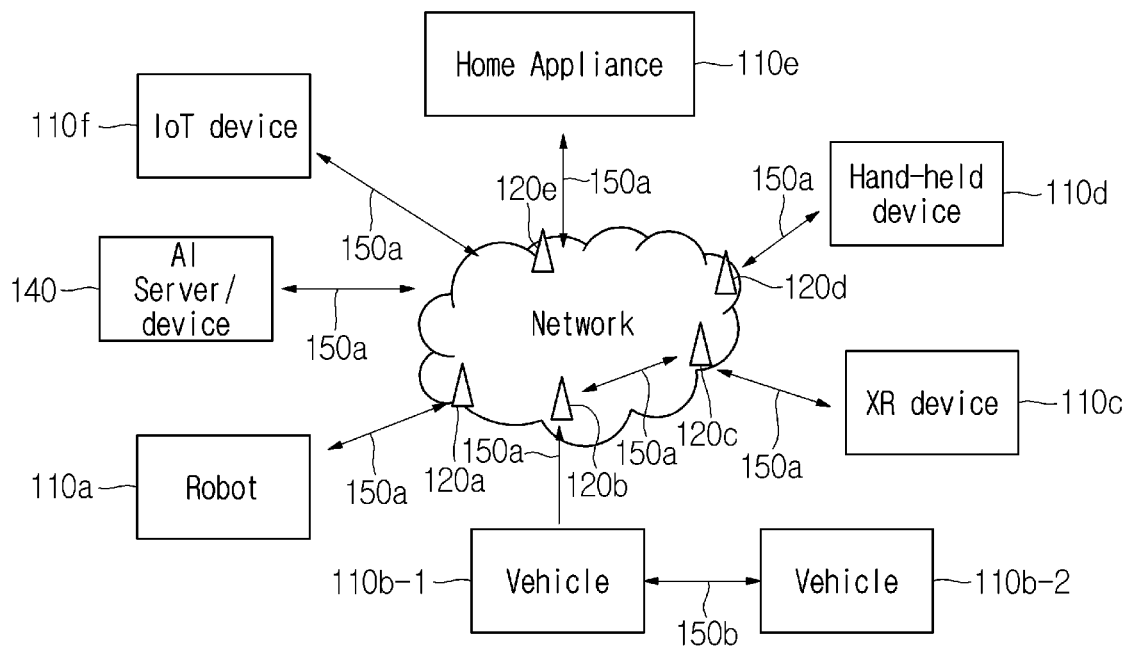 Home Appliance
110e
IoT device
110f
150a
120e
150a
150a
Hand-held
device
110d
AI
Server/
device
140
150a
120d
Network
150a
120c
XR device
110c
150a
Robot
110a
150a
120a
150a
120b
Vehicle
110b-1
Vehicle
110b-2
150b